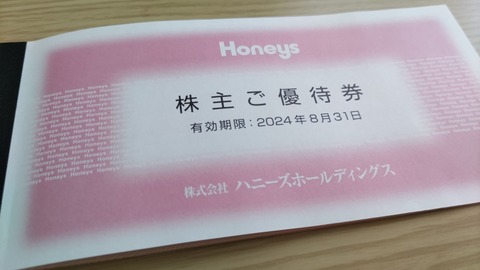 Honeys
株主ご優待券
有効期限：2024年8月31日
株式会社 ハニーズホールディングス